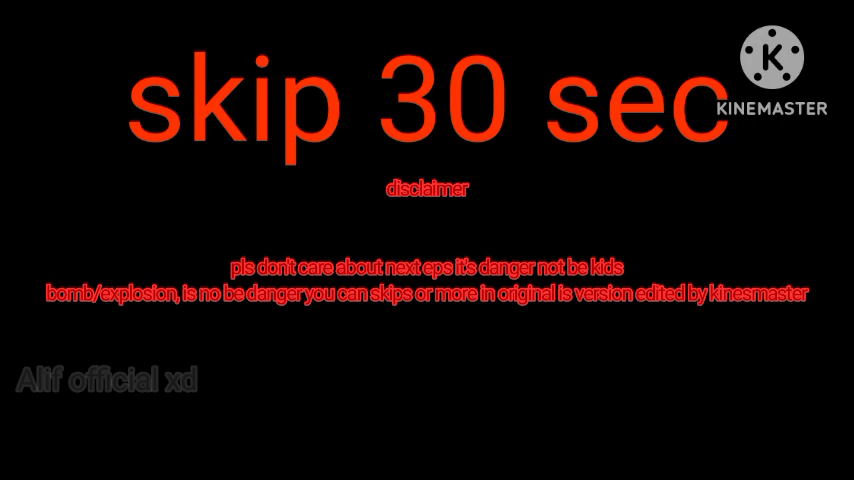 skip 30 sec
KINEMASTER
disclaimer
pls don't care about next eps it's danger not be kids
bomb/explosion, is no be danger you can skips or more in original is version edited by kinesmaster
Alif official xd